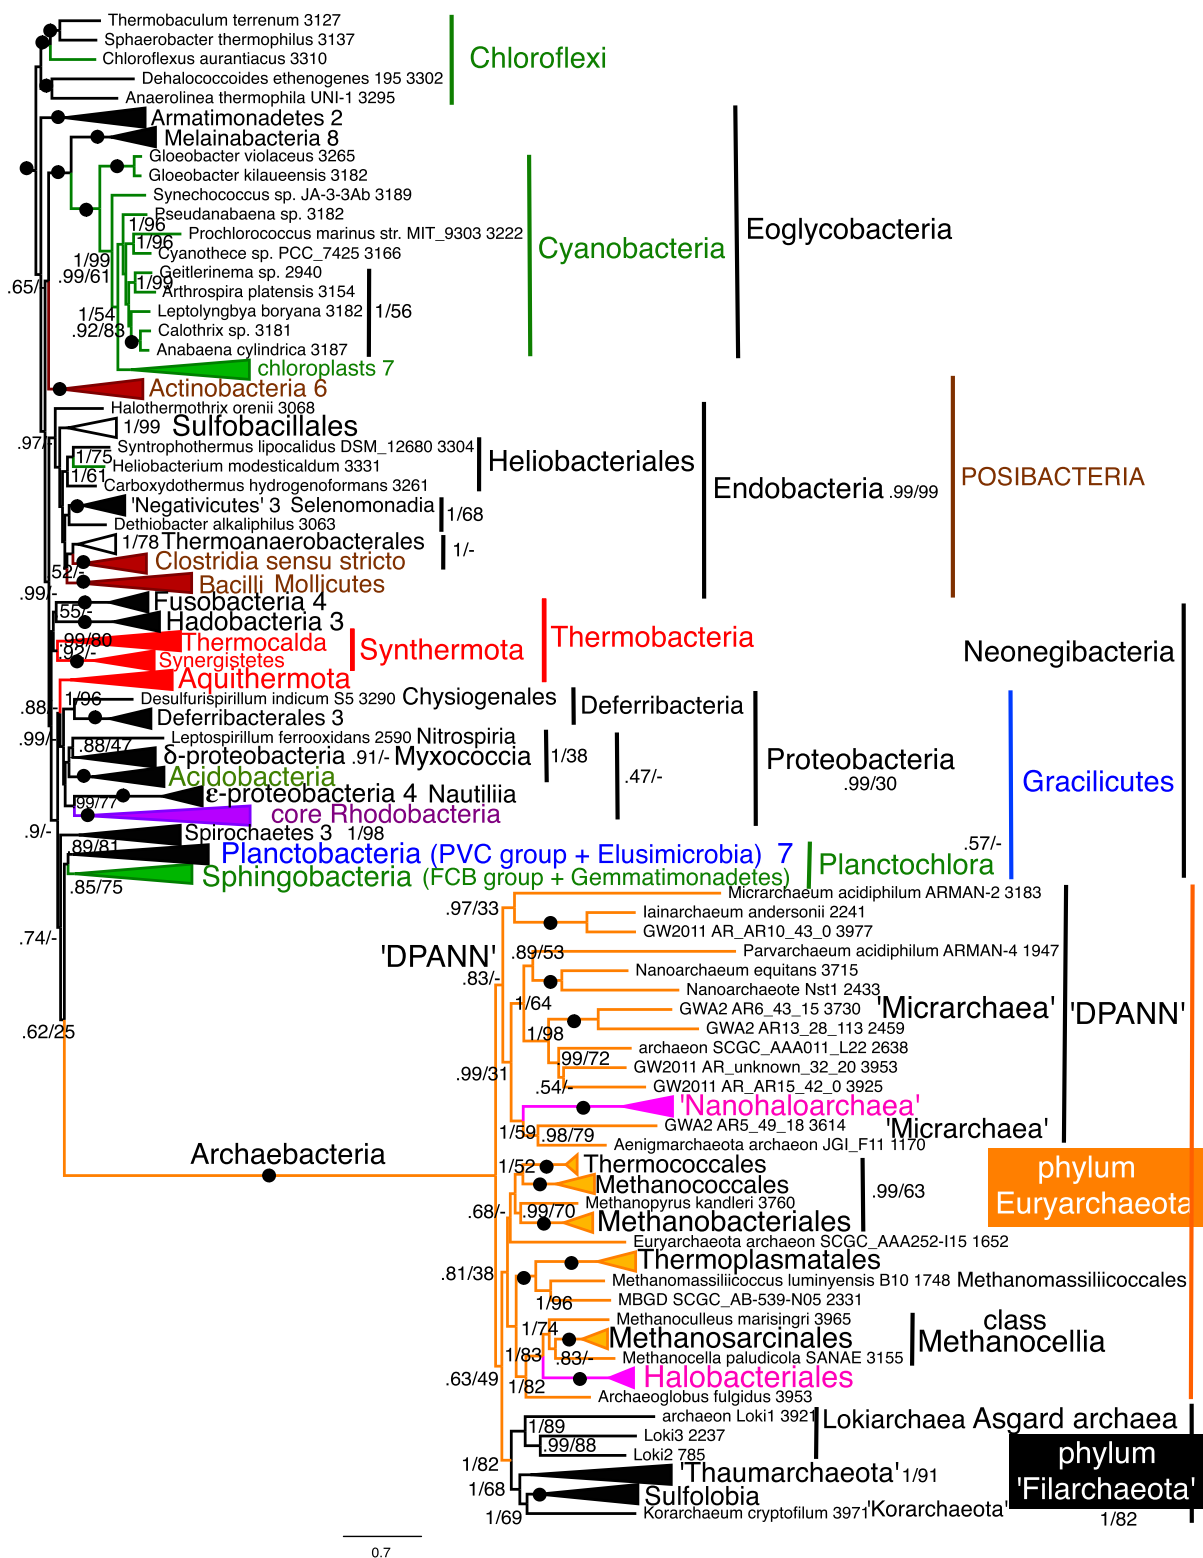 Thermobaculum terrenum 3127
Sphaerobacter thermophilus 3137
Chloroflexus aurantiacus 3310
Chloroflexi
Dehalococcoides ethenogenes 195 3302
Anaerolinea thermophila UNI-1 3295
Armatimonadetes 2
Melainabacteria 8
Gloeobacter violaceus 3265
Gloeobacter kilaueensis 3182
Synechococcus sp. JA-3-3Ab 3189
Pseudanabaena sp. 3182
1/96
Prochlorococcus marinus str. MIT_9303 3222
1/96
Cyanothece sp. PCC_7425 3166
Cyanobacteria
Eoglycobacteria
1/99
.99/61
Geitlerinema sp. 2940
1/99
Arthrospira platensis 3154
.65/-
Leptolyngbya boryana 3182
1/56
1/54
.92/83
Calothrix sp. 3181
Anabaena cylindrica 3187
chloroplasts 7
Actinobacteria 6
Halothermothrix orenii 3068
1/99 Sulfobacillales
.97/-
Syntrophothermus lipocalidus DSM_12680 3304
1/75
Heliobacterium modesticaldum 3331
1/61
Carboxydothermus hydrogenoformans 3261
Heliobacteriales
Endobacteria .99/99
POSIBACTERIA
'Negativicutes' 3 Selenomonadia
1/68
Dethiobacter alkaliphilus 3063
1/78 Thermoanaerobacterales
1/-
Clostridia sensu stricto
.52/-
Bacilli Mollicutes
.99/-
Fusobacteria 4
.55/-
Hadobacteria 3
.99/80
Thermocalda
.92/-
Synergistetes
Synthermota
Thermobacteria
Aquithermota
Neonegibacteria
1/96
Desulfurispirillum indicum S5 3290 Chysiogenales
.88/-
Deferribacterales 3
Deferribacteria
.99/-
Leptospirillum ferrooxidans 2590 Nitrospiria
.88/47
δ-proteobacteria .91/- Myxococcia
1/38
Acidobacteria
.47/-
Proteobacteria
.99/30
Gracilicutes
.99/77
ε-proteobacteria 4 Nautiliia
core Rhodobacteria
.9/-
Spirochaetes 3 1/98
.89/81
Planctobacteria (PVC group + Elusimicrobia) 7
.57/-
Planctochlora
.85/75
Sphingobacteria (FCB group + Gemmatimonadetes)
.74/-
.62/25
Archaebacteria
.97/33
Micrarchaeum acidiphilum ARMAN-2 3183
Iainarchaeum andersonii 2241
GW2011 AR_AR10_43_0 3977
'DPANN'
.83/-
.89/53
Parvarchaeum acidiphilum ARMAN-4 1947
Nanoarchaeum equitans 3715
Nanoarchaeote Nst1 2433
1/64
GWA2 AR6_43_15 3730
'Micrarchaea'
'DPANN'
GWA2 AR13_28_113 2459
1/98
archaeon SCGC_AAA011_L22 2638
.99/72
GW2011 AR_unknown_32_20 3953
.99/31
.54/-
GW2011 AR_AR15_42_0 3925
'Nanohaloarchaea'
GWA2 AR5_49_18 3614
'Micrarchaea'
1/59
.98/79
Aenigmarchaeota archaeon JGI_F11 1170
1/52
Thermococcales
Methanococcales
.99/63
phylum
Euryarchaeota
Methanopyrus kandleri 3760
.99/70
.68/-
Methanobacteriales
Euryarchaeota archaeon SCGC_AAA252-I15 1652
Thermoplasmatales
.81/38
Methanomassiliicoccus luminyensis B10 1748 Methanomassiliicoccales
1/96
MBGD SCGC_AB-539-N05 2331
Methanoculleus marisingri 3965
1/74
Methanosarcinales
class
Methanocellia
1/83
.83/-
Methanocella paludicola SANAE 3155
.63/49
Halobacteriales
1/82
Archaeoglobus fulgidus 3953
archaeon Loki1 3921
1/89
Loki3 2237
.99/88
Loki2 785
Lokiarchaea Asgard archaea
1/82
'Thaumarchaeota' 1/91
phylum
'Filarchaeota'
1/68
Sulfolobia
Korarchaeum cryptofilum 3971 'Korarchaeota'
1/69
1/82
0.7